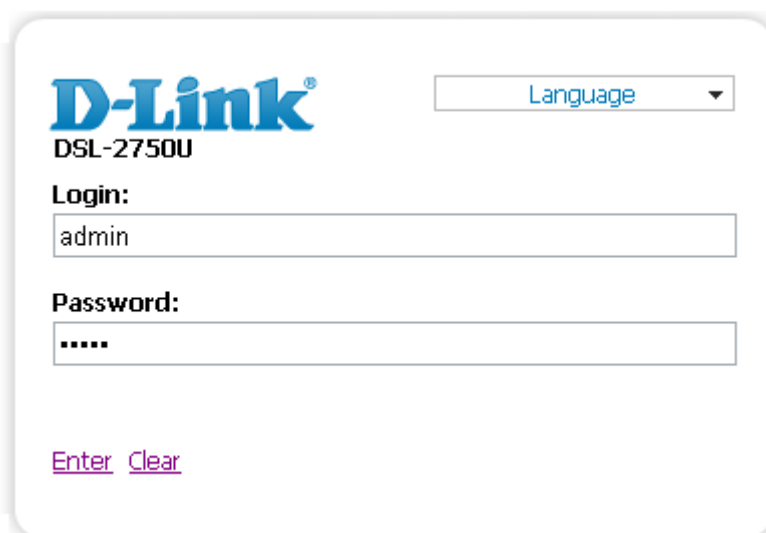 D-Link®
Language
DSL-2750U
Login:
admin
Password:
•••••
Enter Clear